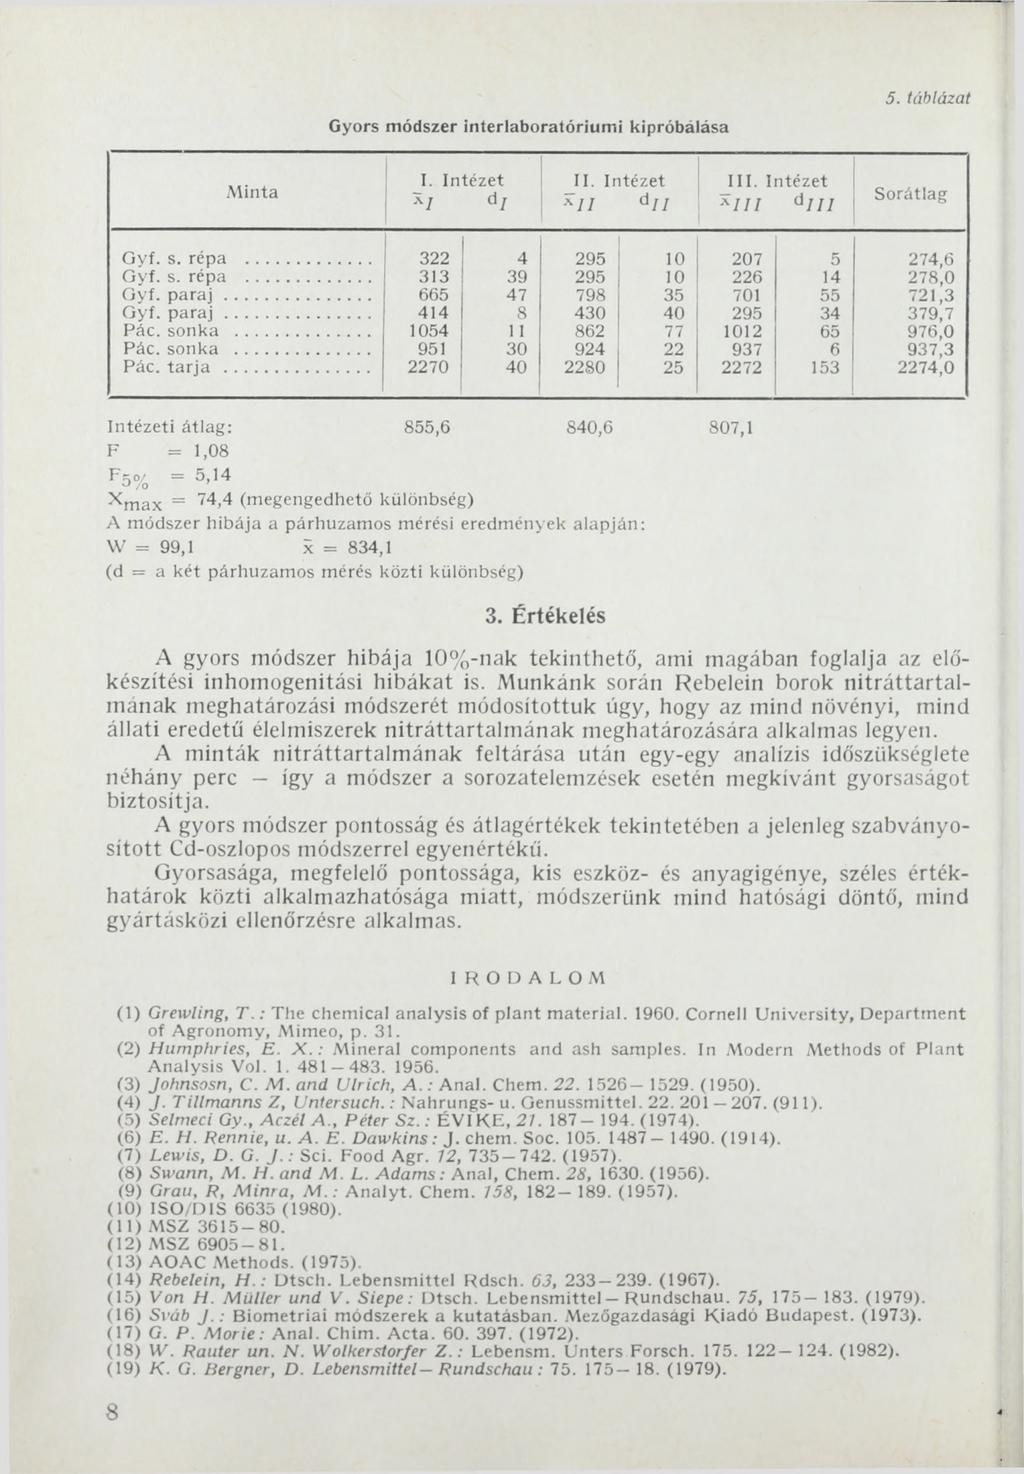 5. táblázat
Gyors módszer interlaboratóriumi kipróbálása
Minta I. Intézet II. Intézet III. Intézet Sorátlag
x̄I dI x̄II dII x̄III dIII
Gyf. s. répa .............. 322 4 295 10 207 5 274,6
Gyf. s. répa .............. 313 39 295 10 226 14 278,0
Gyf. paraj ................ 665 47 798 35 701 55 721,3
Gyf. paraj ................ 414 8 430 40 295 34 379,7
Pác. sonka ............... 1054 11 862 77 1012 65 976,0
Pác. sonka ............... 951 30 924 22 937 6 937,3
Pác. tarja ................ 2270 40 2280 25 2272 153 2274,0
Intézeti átlag: 855,6 840,6 807,1
F = 1,08
F5% = 5,14
Xmax = 74,4 (megengedhető különbség)
A módszer hibája a párhuzamos mérési eredmények alapján:
W = 99,1 x̄ = 834,1
(d = a két párhuzamos mérés közti különbség)
3. Értékelés
A gyors módszer hibája 10%-nak tekinthető, ami magában foglalja az elő-
készítési inhomogenitási hibákat is. Munkánk során Rebelein borok nitráttartal-
mának meghatározási módszerét módosítottuk úgy, hogy az mind növényi, mind
állati eredetű élelmiszerek nitráttartalmának meghatározására alkalmas legyen.
A minták nitráttartalmának feltárása után egy-egy analízis időszükséglete
néhány perc – így a módszer a sorozatelemzések esetén megkívánt gyorsaságot
biztosítja.
A gyors módszer pontosság és átlagértékek tekintetében a jelenleg szabványo-
sított Cd-oszlopos módszerrel egyenértékű.
Gyorsasága, megfelelő pontossága, kis eszköz- és anyagigénye, széles érték-
határok közti alkalmazhatósága miatt, módszerünk mind hatósági döntő, mind
gyártásközi ellenőrzésre alkalmas.
IRODALOM
(1) Grewling, T.: The chemical analysis of plant material. 1960. Cornell University, Department
of Agronomy, Mimeo, p. 31.
(2) Humphries, E. X.: Mineral components and ash samples. In Modern Methods of Plant
Analysis Vol. 1. 481–483. 1956.
(3) Johnsosn, C. M. and Ulrich, A.: Anal. Chem. 22. 1526–1529. (1950).
(4) J. Tillmanns Z, Untersuch.: Nahrungs- u. Genussmittel. 22. 201–207. (911).
(5) Selmeci Gy., Aczél A., Péter Sz.: ÉVIKE, 21. 187–194. (1974).
(6) E. H. Rennie, u. A. E. Dawkins: J. chem. Soc. 105. 1487–1490. (1914).
(7) Lewis, D. G. J.: Sci. Food Agr. 12, 735–742. (1957).
(8) Swann, M. H. and M. L. Adams: Anal, Chem. 28, 1630. (1956).
(9) Grau, R, Minra, M.: Analyt. Chem. 158, 182–189. (1957).
(10) ISO/DIS 6635 (1980).
(11) MSZ 3615–80.
(12) MSZ 6905–81.
(13) AOAC Methods. (1975).
(14) Rebelein, H.: Dtsch. Lebensmittel Rdsch. 63, 233–239. (1967).
(15) Von H. Müller und V. Siepe: Dtsch. Lebensmittel–Rundschau. 75, 175–183. (1979).
(16) Sváb J.: Biometriai módszerek a kutatásban. Mezőgazdasági Kiadó Budapest. (1973).
(17) G. P. Morie: Anal. Chim. Acta. 60. 397. (1972).
(18) W. Rauter un. N. Wolkerstorfer Z.: Lebensm. Unters Forsch. 175. 122–124. (1982).
(19) K. G. Bergner, D. Lebensmittel–Rundschau: 75. 175–18. (1979).
8